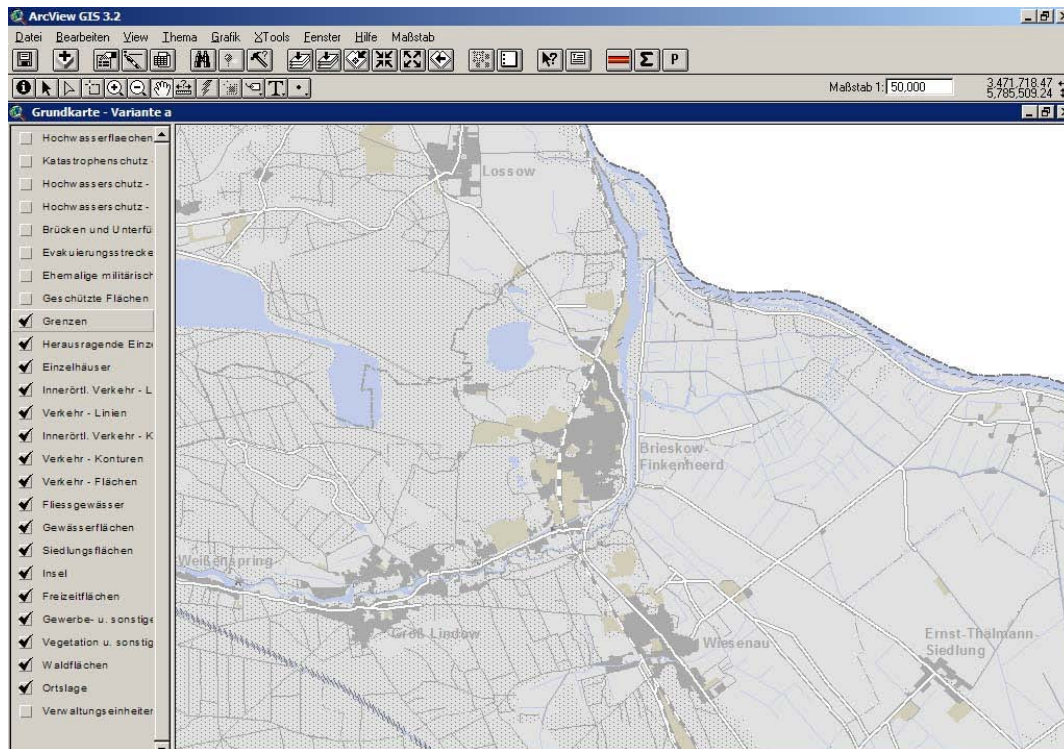 ArcView GIS 3.2
Datei Bearbeiten View Thema Grafik XTools Fenster Hilfe Maßstab
Σ P
Maßstab 1: 50,000
3,471,718.47
5,785,509.24
Grundkarte - Variante a
Hochwasserflaechen
Katastrophenschutz -
Hochwasserschutz -
Hochwasserschutz -
Brücken und Unterfü
Evakuierungsstrecke
Ehemalige militärisch
Geschützte Flächen
Grenzen
Herausragende Einze
Einzelhäuser
Innerörtl. Verkehr - L
Verkehr - Linien
Innerörtl. Verkehr - K
Verkehr - Konturen
Verkehr - Flächen
Fliessgewässer
Gewässerflächen
Siedlungsflächen
Insel
Freizeitflächen
Gewerbe- u. sonstige
Vegetation u. sonstig
Waldflächen
Ortslage
Verwaltungseinheiten
Lossow
Brieskow-
Finkenheerd
Weißenspring
Groß Lindow
Wiesenau
Ernst-Thälmann-
Siedlung